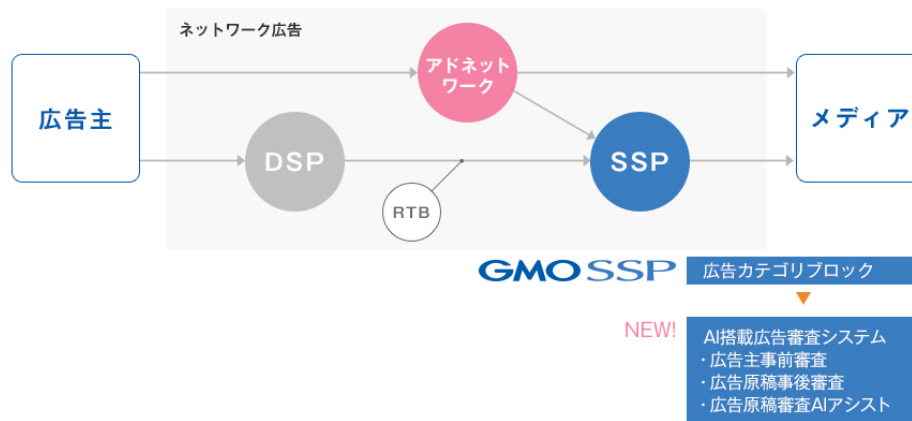 ネットワーク広告
広告主
アドネット
ワーク
メディア
DSP
SSP
RTB
GMO SSP
広告カテゴリブロック
NEW!
AI搭載広告審査システム
・広告主事前審査
・広告原稿事後審査
・広告原稿審査AIアシスト